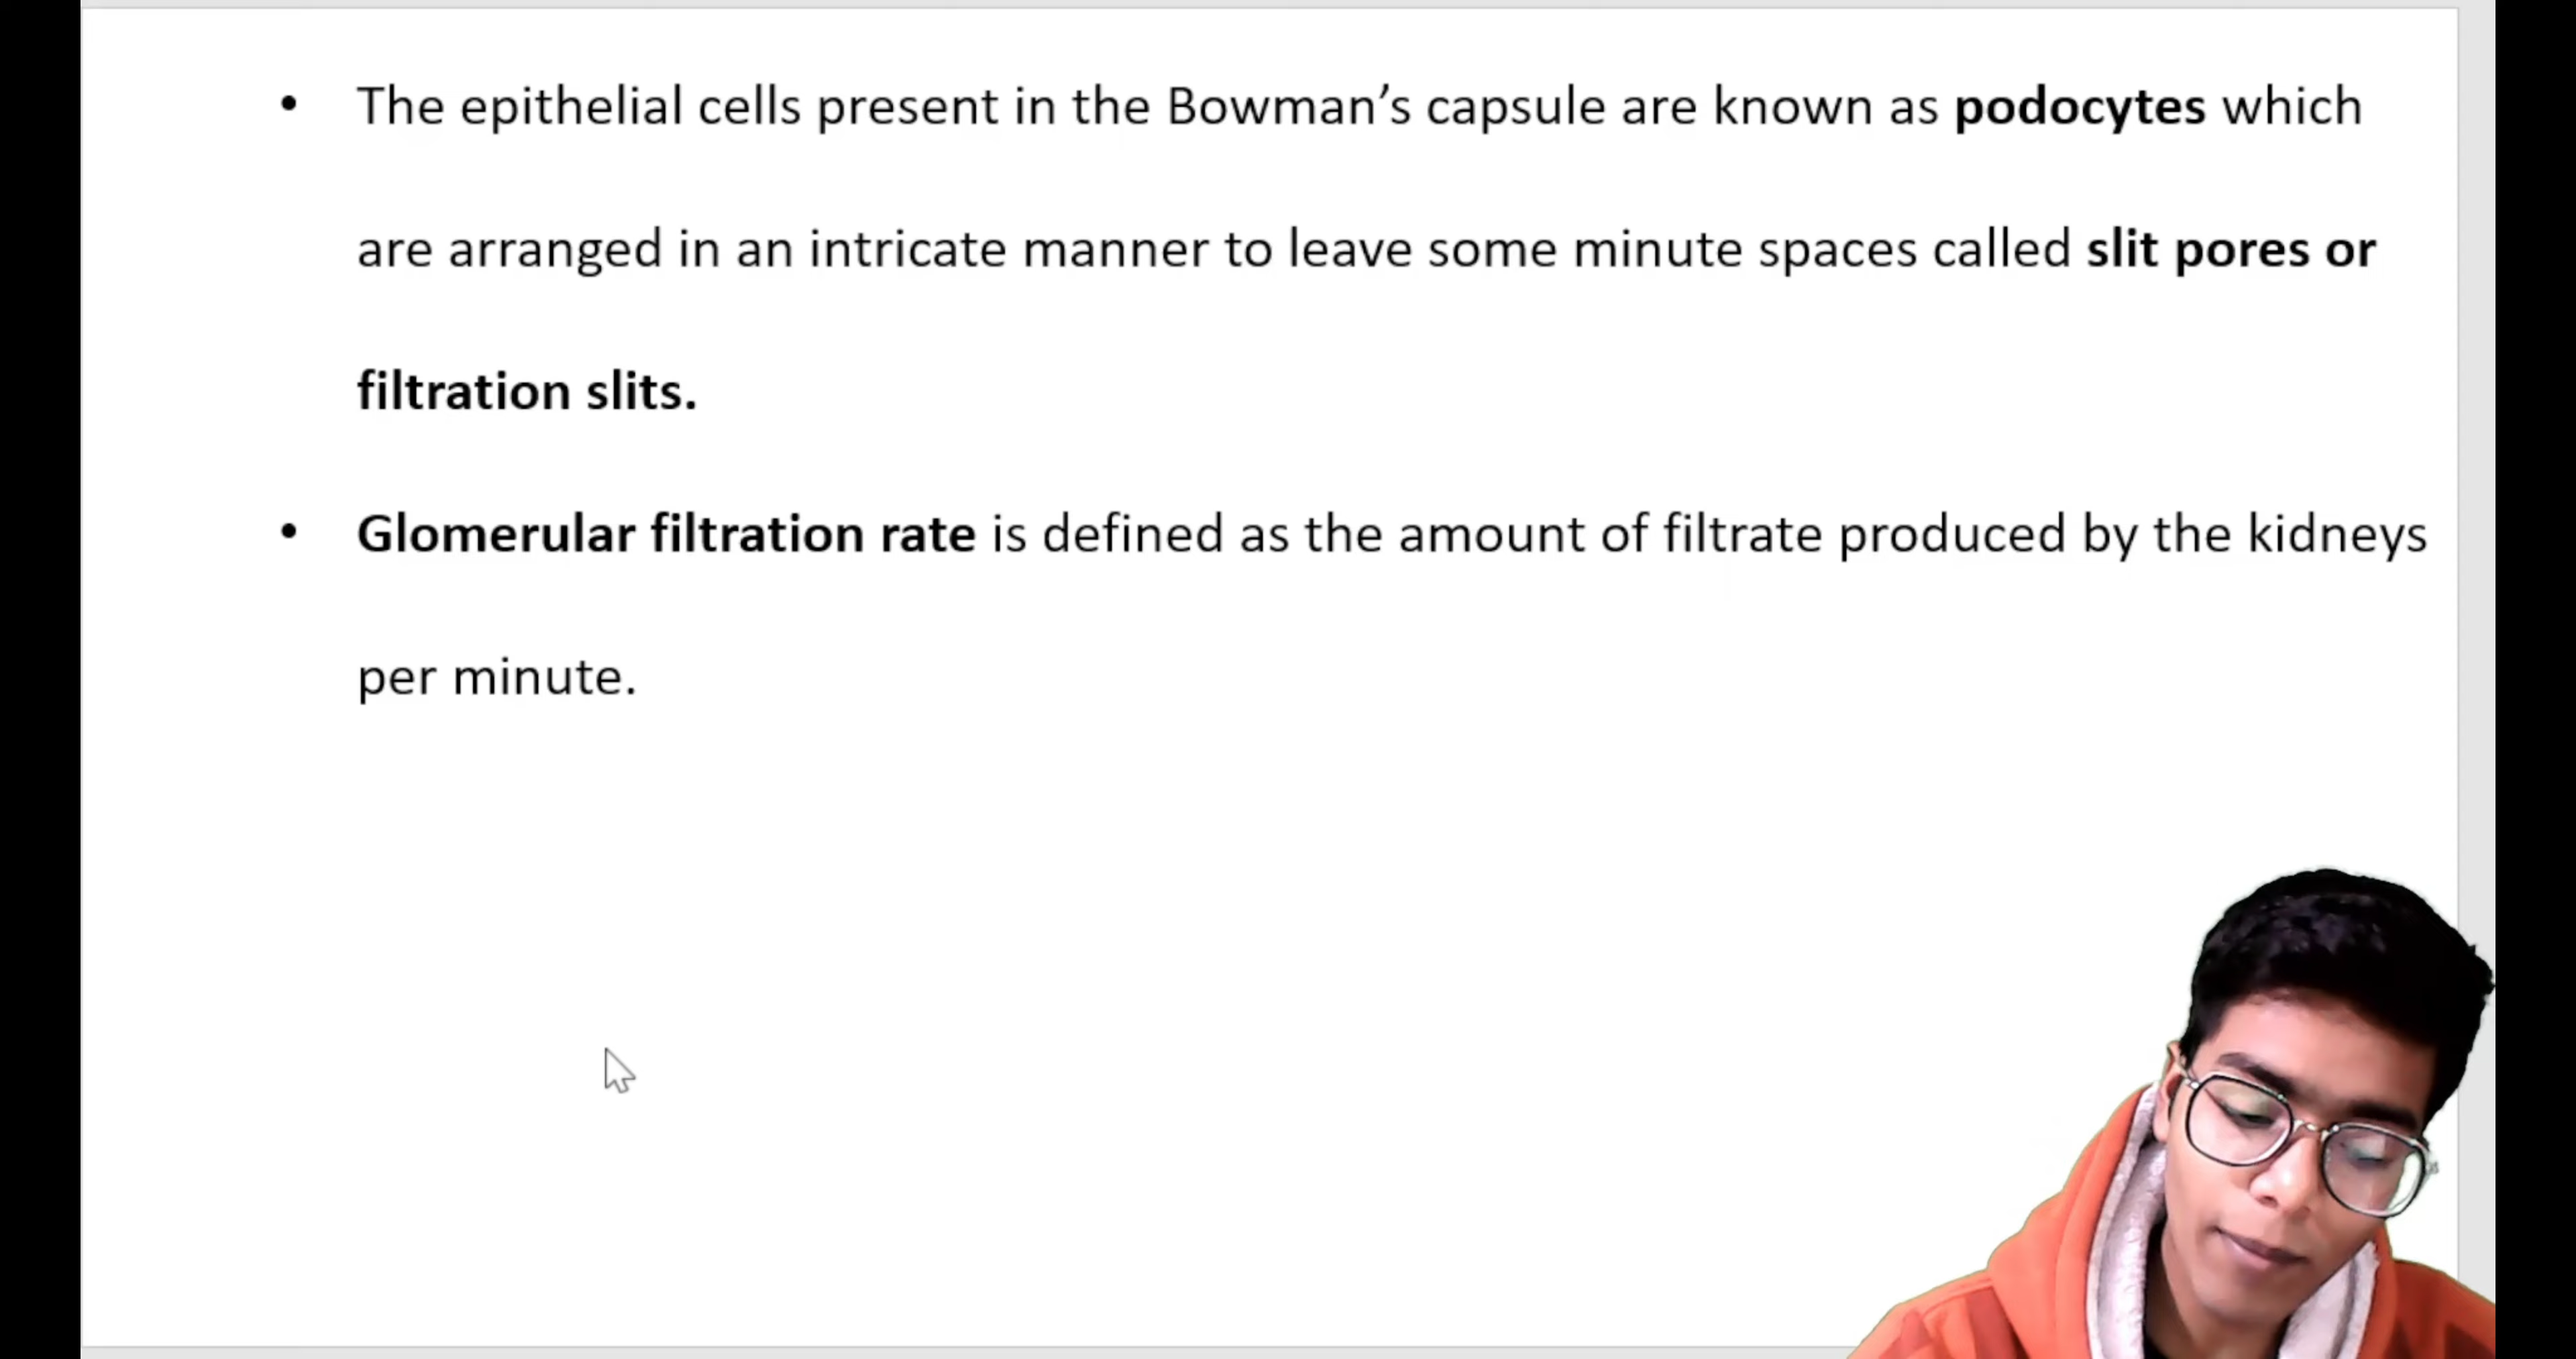 • The epithelial cells present in the Bowman’s capsule are known as podocytes which
are arranged in an intricate manner to leave some minute spaces called slit pores or
filtration slits.
• Glomerular filtration rate is defined as the amount of filtrate produced by the kidneys
per minute.